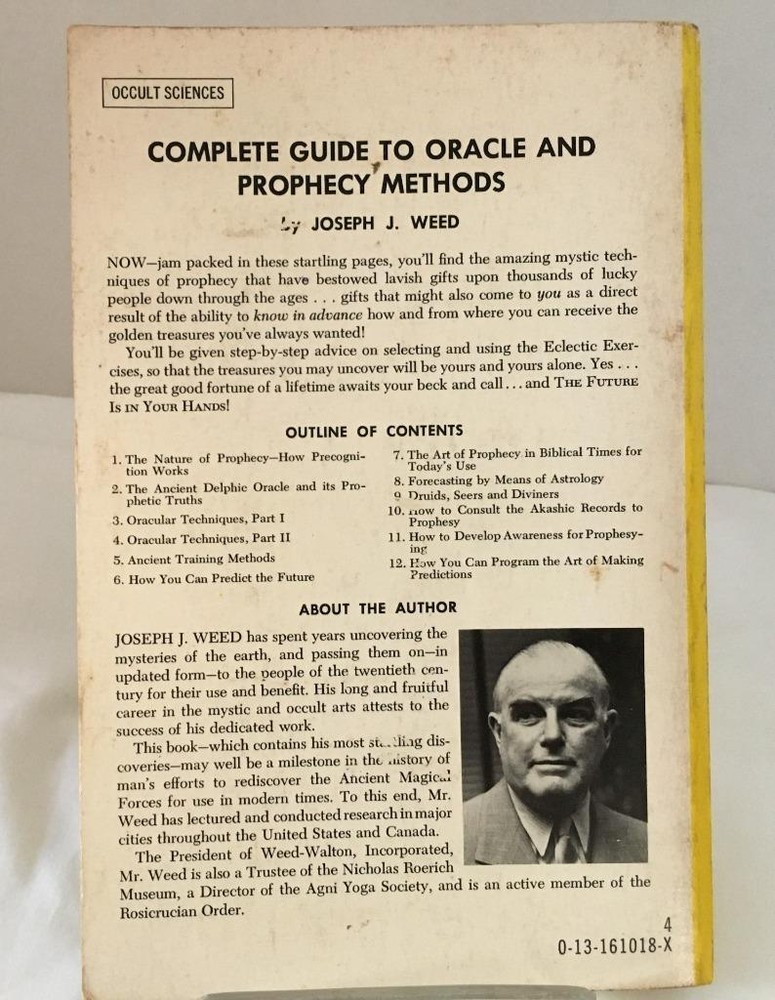 OCCULT SCIENCES
COMPLETE GUIDE TO ORACLE AND
PROPHECY METHODS
by JOSEPH J. WEED
NOW—jam packed in these startling pages, you'll find the amazing mystic tech-
niques of prophecy that have bestowed lavish gifts upon thousands of lucky
people down through the ages . . . gifts that might also come to you as a direct
result of the ability to know in advance how and from where you can receive the
golden treasures you've always wanted!
You'll be given step-by-step advice on selecting and using the Eclectic Exer-
cises, so that the treasures you may uncover will be yours and yours alone. Yes . . .
the great good fortune of a lifetime awaits your beck and call . . . and THE FUTURE
IS IN YOUR HANDS!
OUTLINE OF CONTENTS
1. The Nature of Prophecy—How Precogni-
tion Works
2. The Ancient Delphic Oracle and its Pro-
phetic Truths
3. Oracular Techniques, Part I
4. Oracular Techniques, Part II
5. Ancient Training Methods
6. How You Can Predict the Future
7. The Art of Prophecy in Biblical Times for
Today's Use
8. Forecasting by Means of Astrology
9. Druids, Seers and Diviners
10. How to Consult the Akashic Records to
Prophesy
11. How to Develop Awareness for Prophesy-
ing
12. How You Can Program the Art of Making
Predictions
ABOUT THE AUTHOR
JOSEPH J. WEED has spent years uncovering the
mysteries of the earth, and passing them on—in
updated form—to the people of the twentieth cen-
tury for their use and benefit. His long and fruitful
career in the mystic and occult arts attests to the
success of his dedicated work.
This book—which contains his most startling dis-
coveries—may well be a milestone in the history of
man's efforts to rediscover the Ancient Magical
Forces for use in modern times. To this end, Mr.
Weed has lectured and conducted research in major
cities throughout the United States and Canada.
The President of Weed-Walton, Incorporated,
Mr. Weed is also a Trustee of the Nicholas Roerich
Museum, a Director of the Agni Yoga Society, and is an active member of the
Rosicrucian Order.
4
0-13-161018-X